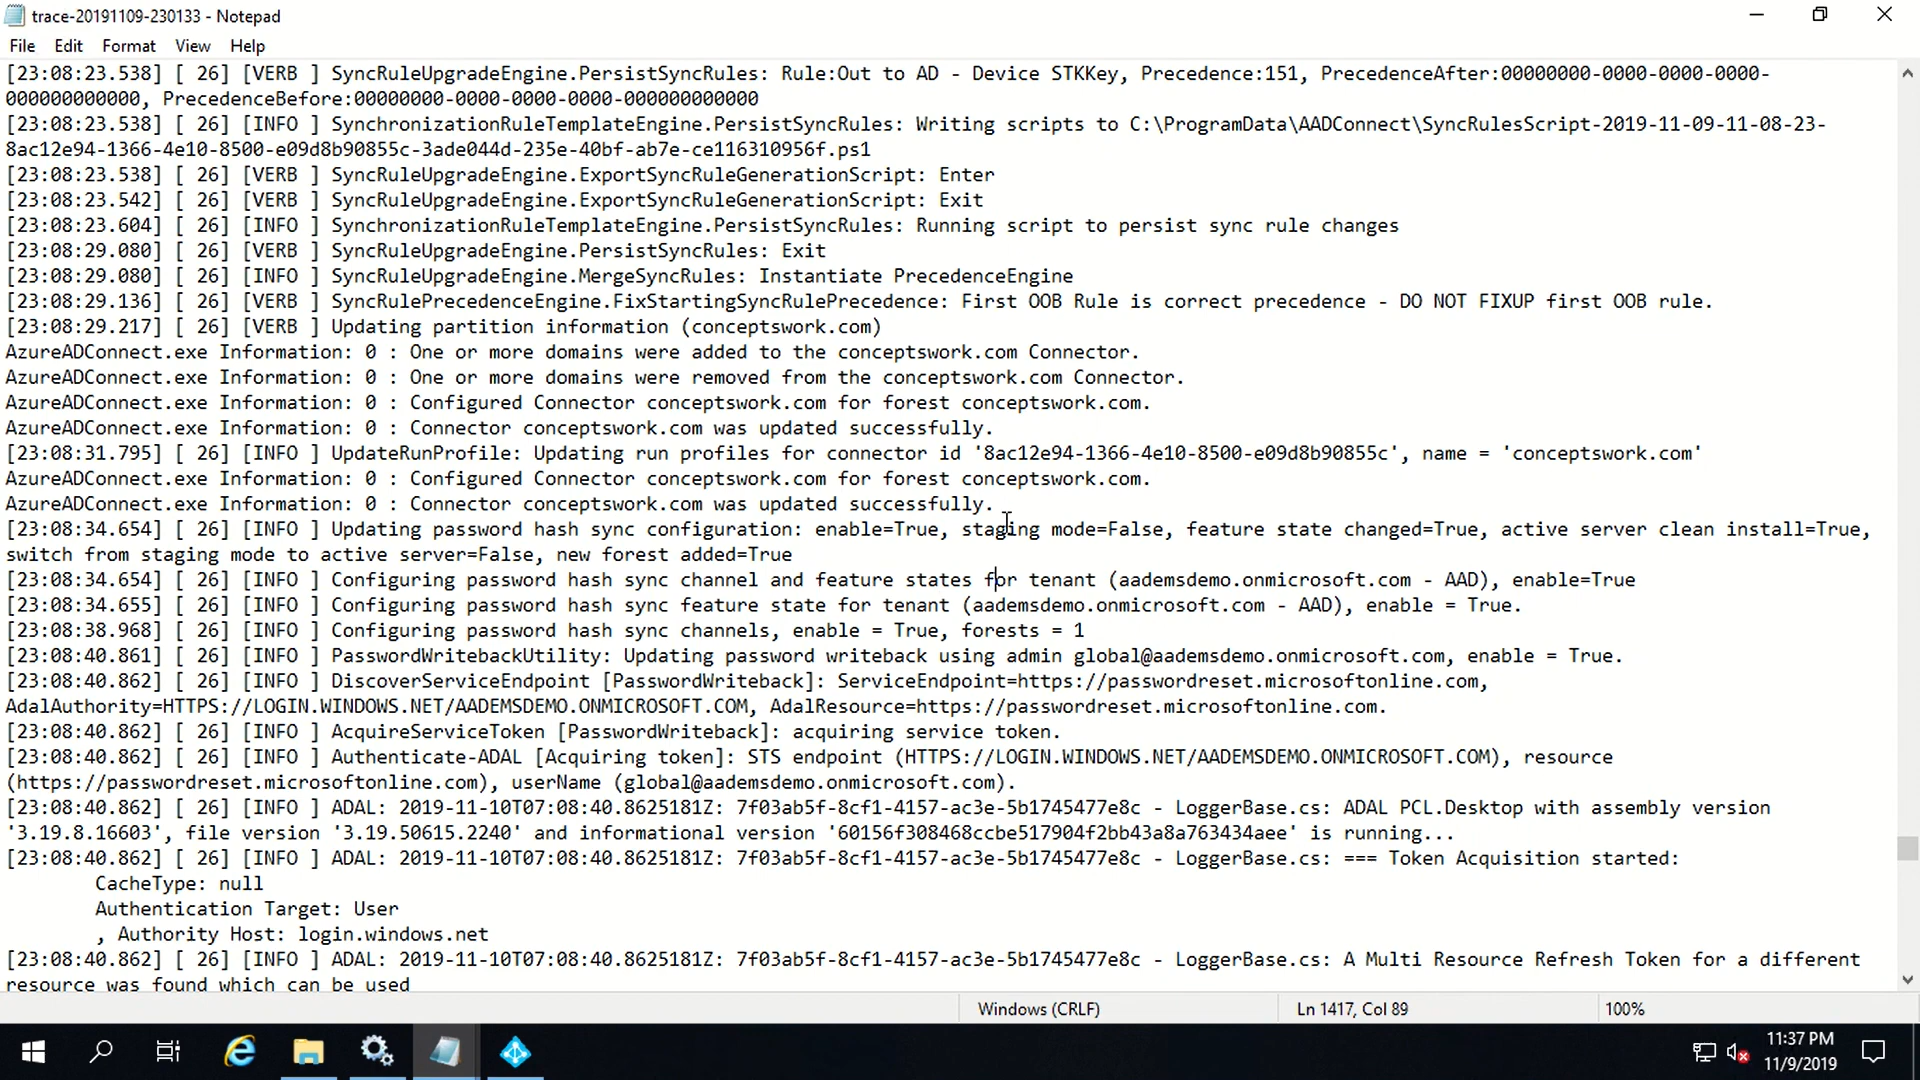 trace-20191109-230133 - Notepad
File Edit Format View Help
[23:08:23.538] [ 26] [VERB ] SyncRuleUpgradeEngine.PersistSyncRules: Rule:Out to AD - Device STKKey, Precedence:151, PrecedenceAfter:00000000-0000-0000-0000-
000000000000, PrecedenceBefore:00000000-0000-0000-0000-000000000000
[23:08:23.538] [ 26] [INFO ] SynchronizationRuleTemplateEngine.PersistSyncRules: Writing scripts to C:\ProgramData\AADConnect\SyncRulesScript-2019-11-09-11-08-23-
8ac12e94-1366-4e10-8500-e09d8b90855c-3ade044d-235e-40bf-ab7e-ce116310956f.ps1
[23:08:23.538] [ 26] [VERB ] SyncRuleUpgradeEngine.ExportSyncRuleGenerationScript: Enter
[23:08:23.542] [ 26] [VERB ] SyncRuleUpgradeEngine.ExportSyncRuleGenerationScript: Exit
[23:08:23.604] [ 26] [INFO ] SynchronizationRuleTemplateEngine.PersistSyncRules: Running script to persist sync rule changes
[23:08:29.080] [ 26] [VERB ] SyncRuleUpgradeEngine.PersistSyncRules: Exit
[23:08:29.080] [ 26] [INFO ] SyncRuleUpgradeEngine.MergeSyncRules: Instantiate PrecedenceEngine
[23:08:29.136] [ 26] [VERB ] SyncRulePrecedenceEngine.FixStartingSyncRulePrecedence: First OOB Rule is correct precedence - DO NOT FIXUP first OOB rule.
[23:08:29.217] [ 26] [VERB ] Updating partition information (conceptswork.com)
AzureADConnect.exe Information: 0 : One or more domains were added to the conceptswork.com Connector.
AzureADConnect.exe Information: 0 : One or more domains were removed from the conceptswork.com Connector.
AzureADConnect.exe Information: 0 : Configured Connector conceptswork.com for forest conceptswork.com.
AzureADConnect.exe Information: 0 : Connector conceptswork.com was updated successfully.
[23:08:31.795] [ 26] [INFO ] UpdateRunProfile: Updating run profiles for connector id '8ac12e94-1366-4e10-8500-e09d8b90855c', name = 'conceptswork.com'
AzureADConnect.exe Information: 0 : Configured Connector conceptswork.com for forest conceptswork.com.
AzureADConnect.exe Information: 0 : Connector conceptswork.com was updated successfully.
[23:08:34.654] [ 26] [INFO ] Updating password hash sync configuration: enable=True, staging mode=False, feature state changed=True, active server clean install=True,
switch from staging mode to active server=False, new forest added=True
[23:08:34.654] [ 26] [INFO ] Configuring password hash sync channel and feature states for tenant (aademsdemo.onmicrosoft.com - AAD), enable=True
[23:08:34.655] [ 26] [INFO ] Configuring password hash sync feature state for tenant (aademsdemo.onmicrosoft.com - AAD), enable = True.
[23:08:38.968] [ 26] [INFO ] Configuring password hash sync channels, enable = True, forests = 1
[23:08:40.861] [ 26] [INFO ] PasswordWritebackUtility: Updating password writeback using admin global@aademsdemo.onmicrosoft.com, enable = True.
[23:08:40.862] [ 26] [INFO ] DiscoverServiceEndpoint [PasswordWriteback]: ServiceEndpoint=https://passwordreset.microsoftonline.com,
AdalAuthority=HTTPS://LOGIN.WINDOWS.NET/AADEMSDEMO.ONMICROSOFT.COM, AdalResource=https://passwordreset.microsoftonline.com.
[23:08:40.862] [ 26] [INFO ] AcquireServiceToken [PasswordWriteback]: acquiring service token.
[23:08:40.862] [ 26] [INFO ] Authenticate-ADAL [Acquiring token]: STS endpoint (HTTPS://LOGIN.WINDOWS.NET/AADEMSDEMO.ONMICROSOFT.COM), resource
(https://passwordreset.microsoftonline.com), userName (global@aademsdemo.onmicrosoft.com).
[23:08:40.862] [ 26] [INFO ] ADAL: 2019-11-10T07:08:40.8625181Z: 7f03ab5f-8cf1-4157-ac3e-5b1745477e8c - LoggerBase.cs: ADAL PCL.Desktop with assembly version
'3.19.8.16603', file version '3.19.50615.2240' and informational version '60156f308468ccbe517904f2bb43a8a763434aee' is running...
[23:08:40.862] [ 26] [INFO ] ADAL: 2019-11-10T07:08:40.8625181Z: 7f03ab5f-8cf1-4157-ac3e-5b1745477e8c - LoggerBase.cs: === Token Acquisition started:
CacheType: null
Authentication Target: User
, Authority Host: login.windows.net
[23:08:40.862] [ 26] [INFO ] ADAL: 2019-11-10T07:08:40.8625181Z: 7f03ab5f-8cf1-4157-ac3e-5b1745477e8c - LoggerBase.cs: A Multi Resource Refresh Token for a different
resource was found which can be used
Windows (CRLF) Ln 1417, Col 89 100%
11:37 PM
11/9/2019